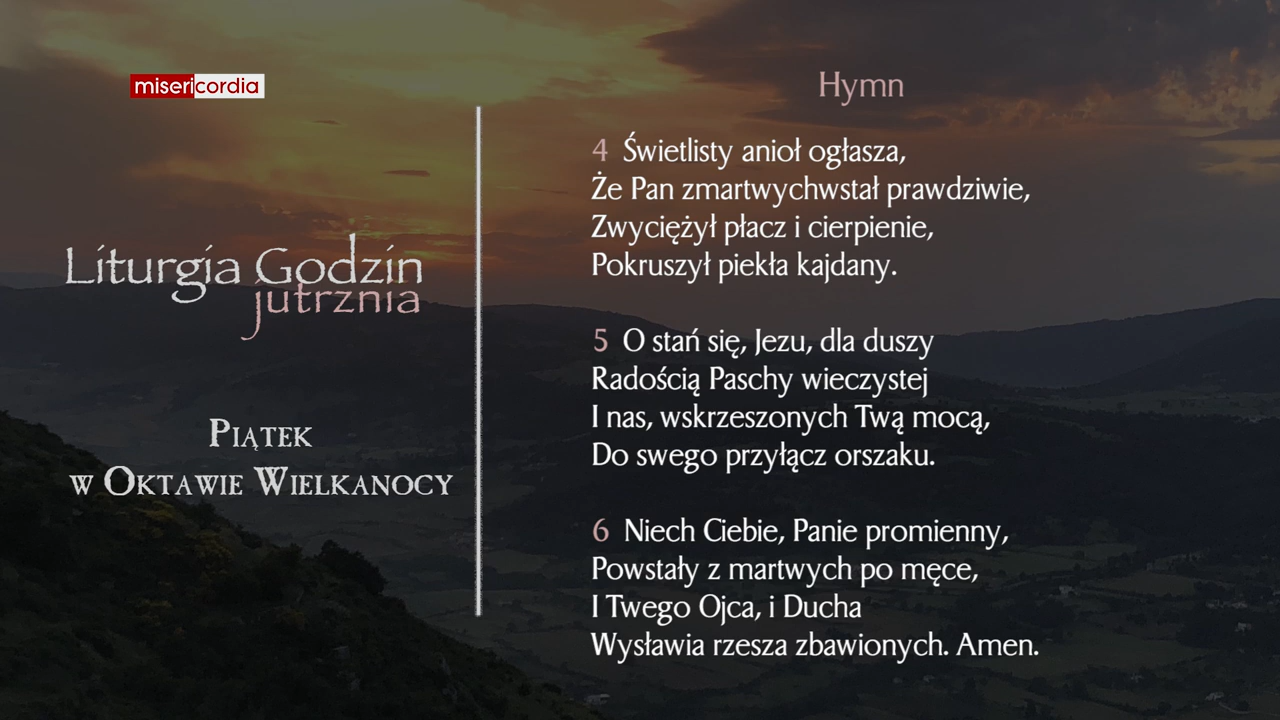 misericordia
Liturgia Godzin
jutrznia
Piątek
w Oktawie Wielkanocy
Hymn
4 Świetlisty anioł ogłasza,
Że Pan zmartwychwstał prawdziwie,
Zwyciężył płacz i cierpienie,
Pokruszył piekła kajdany.
5 O stań się, Jezu, dla duszy
Radością Paschy wieczystej
I nas, wskrzeszonych Twą mocą,
Do swego przyłącz orszaku.
6 Niech Ciebie, Panie promienny,
Powstały z martwych po męce,
I Twego Ojca, i Ducha
Wysławia rzesza zbawionych. Amen.